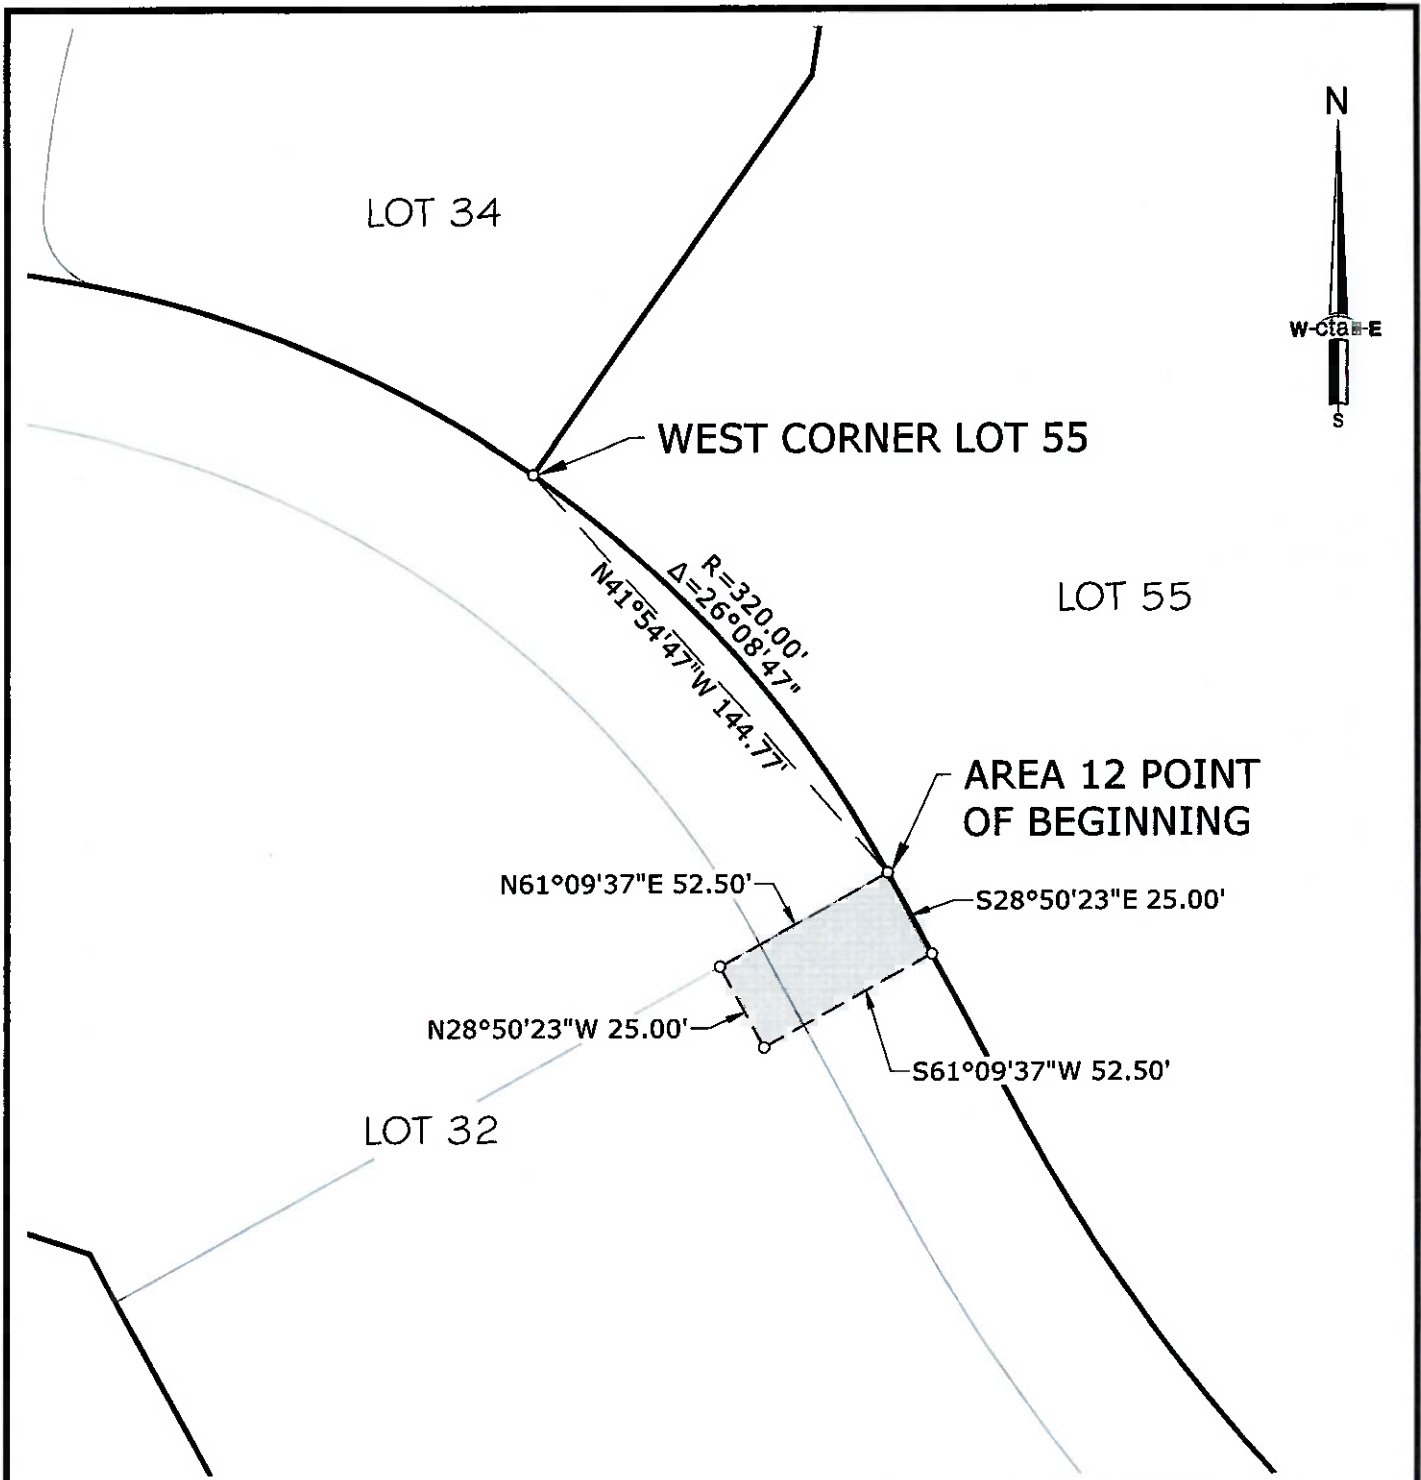 N
LOT 34
W-cta-E
S
WEST CORNER LOT 55
R=320.00'
Δ=26°08'47"
N41°54'47"W 144.77'
LOT 55
AREA 12 POINT
OF BEGINNING
N61°09'37"E 52.50'
S28°50'23"E 25.00'
N28°50'23"W 25.00'
S61°09'37"W 52.50'
LOT 32